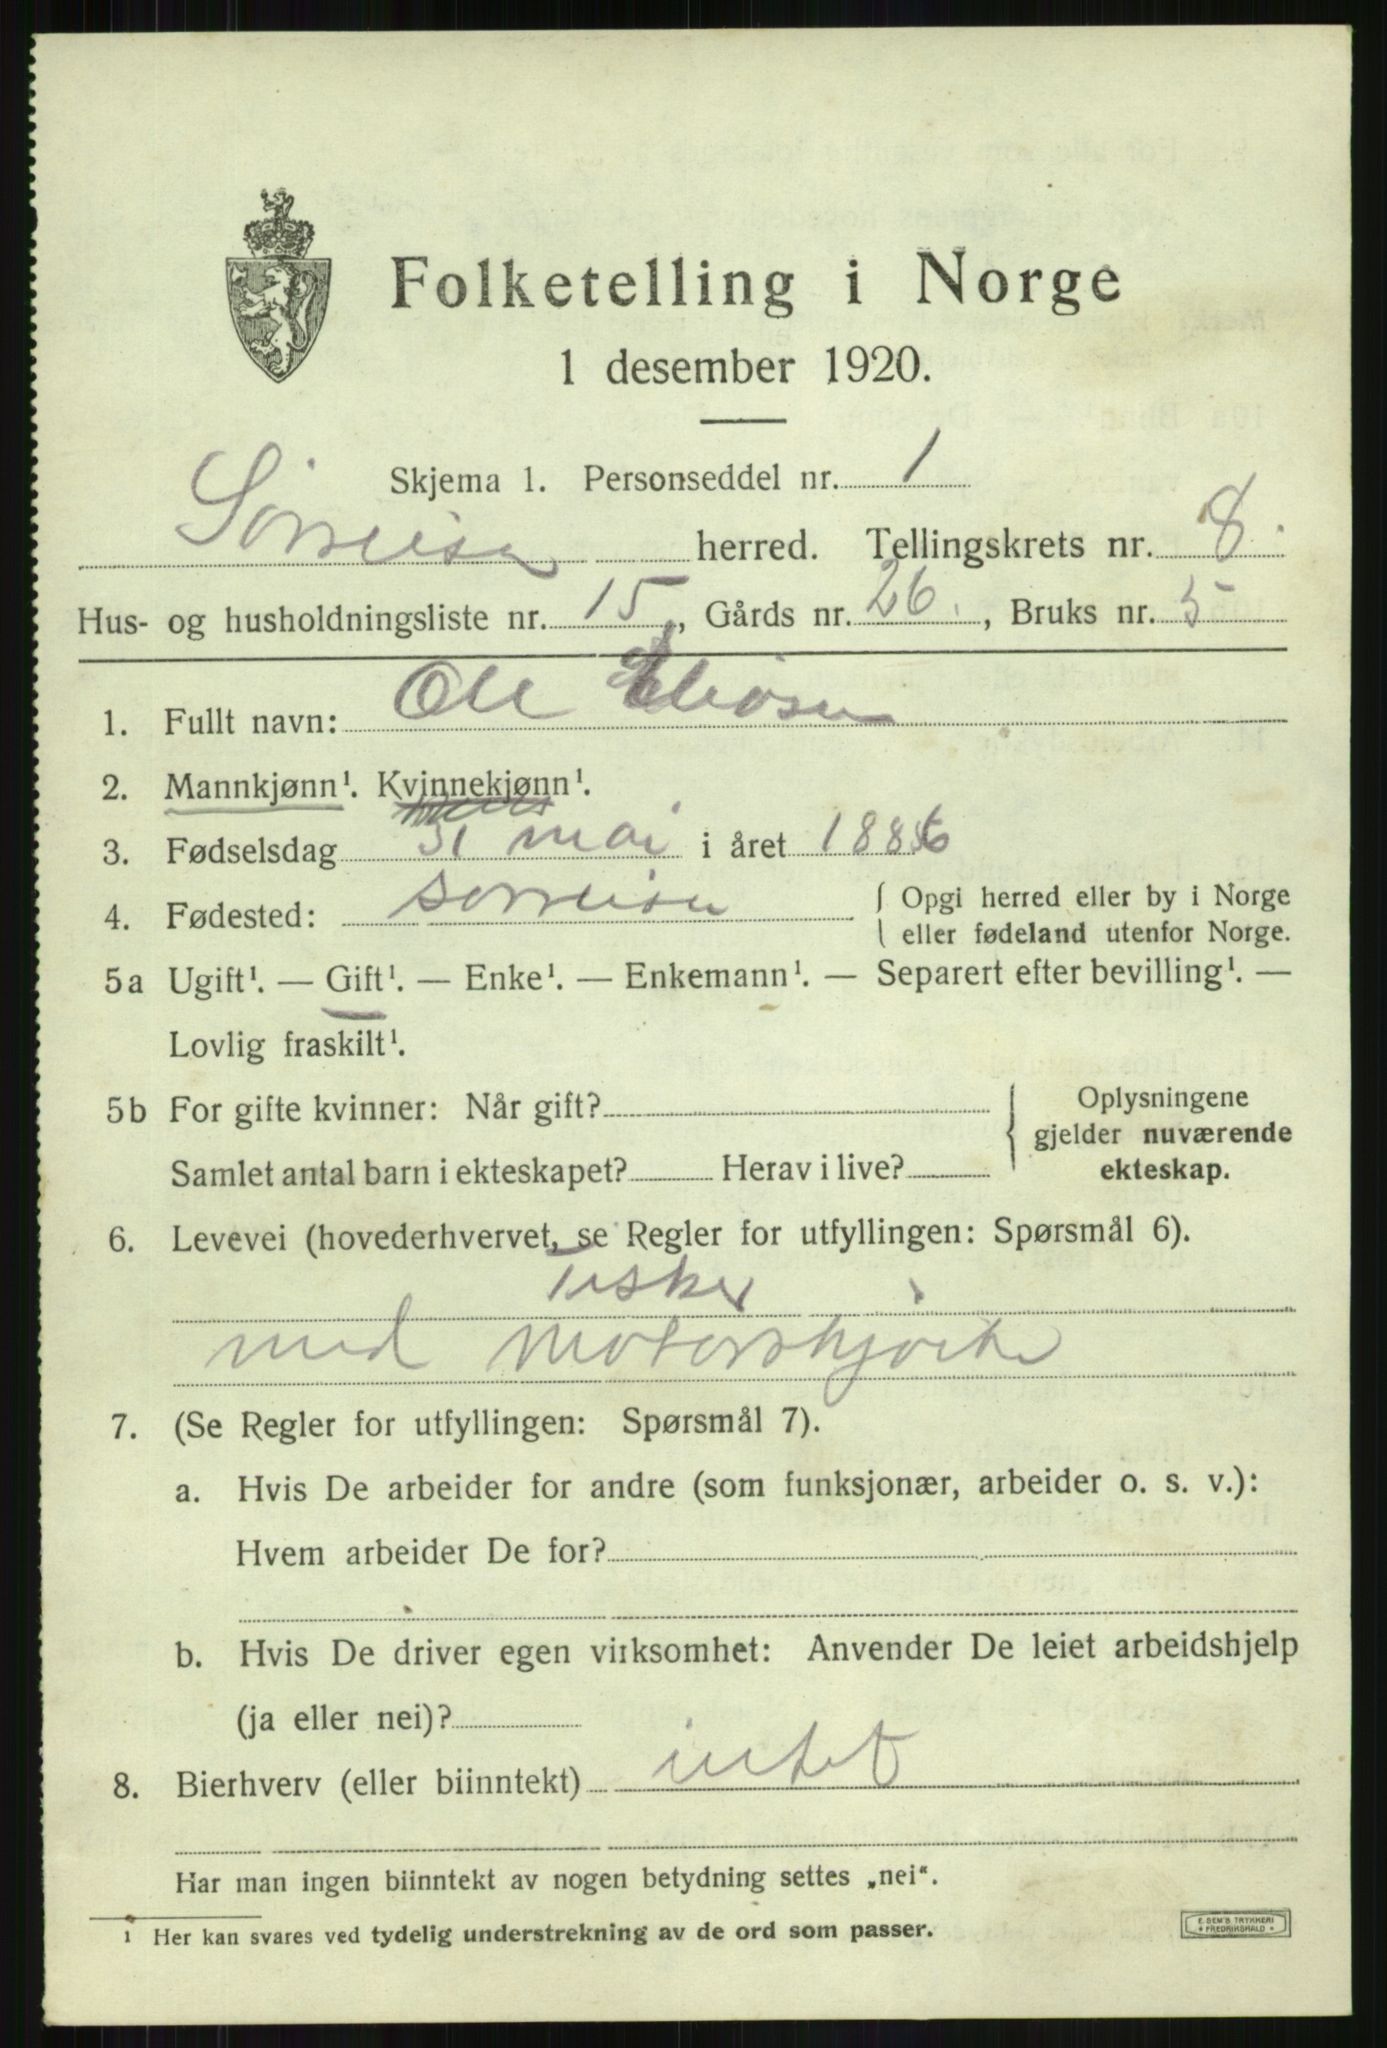 Folketelling i Norge
1 desember 1920.
Skjema 1. Personseddel nr. 1
Sørreisa herred. Tellingskrets nr. 8.
Hus- og husholdningsliste nr. 15, Gårds nr. 26., Bruks nr. 5
1. Fullt navn: Ole
2. Mannkjønn¹. Kvinnekjønn¹.
3. Fødselsdag 31 mai i året 1886
4. Fødested: Sørreisa { Opgi herred eller by i Norge
eller fødeland utenfor Norge.
5a Ugift¹. — Gift¹. — Enke¹. — Enkemann¹. — Separert efter bevilling¹. —
Lovlig fraskilt¹.
5b For gifte kvinner: Når gift? { Oplysningene
gjelder nuværende
Samlet antal barn i ekteskapet? Herav i live? ekteskap.
6. Levevei (hovederhvervet, se Regler for utfyllingen: Spørsmål 6).
Fisker
med Motorskjøite
7. (Se Regler for utfyllingen: Spørsmål 7).
a. Hvis De arbeider for andre (som funksjonær, arbeider o. s. v.):
Hvem arbeider De for?
b. Hvis De driver egen virksomhet: Anvender De leiet arbeidshjelp
(ja eller nei)?
8. Bierhverv (eller biinntekt) intet
Har man ingen biinntekt av nogen betydning settes „nei“.
¹ Her kan svares ved tydelig understrekning av de ord som passer.
E. SEM'S TRYKKERI
FREDRIKSHALD